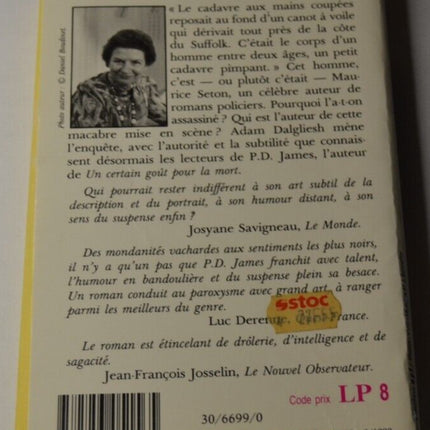 « Le cadavre aux mains coupées
reposait au fond d'un canot à voile
qui dérivait tout près de la côte
du Suffolk. C'était le corps d'un
homme entre deux âges, un petit
cadavre pimpant. » Cet homme,
c'est — ou plutôt c'était — Mau-
rice Seton, un célèbre auteur de
romans policiers. Pourquoi l'a-t-on
assassiné ? Qui est l'auteur de cette
macabre mise en scène ? Adam Dalgliesh mène
l'enquête, avec l'autorité et la subtilité que connais-
sent désormais les lecteurs de P.D. James, l'auteur
de Un certain goût pour la mort.
Photo auteur : © Daniel Boudinet.
Qui pourrait rester indifférent à son art subtil de la
description et du portrait, à son humour distant, à son
sens du suspense enfin ?
Josyane Savigneau, Le Monde.
Des mondanités vachardes aux sentiments les plus noirs,
il n'y a qu'un pas que P.D. James franchit avec talent,
l'humour en bandoulière et du suspense plein sa besace.
Un roman conduit au paroxysme avec grand art, à ranger
parmi les meilleurs du genre.
sstoc
Luc France.
Le roman est étincelant de drôlerie, d'intelligence et de
sagacité.
Jean-François Josselin, Le Nouvel Observateur.
Code prix LP 8
30/6699/0